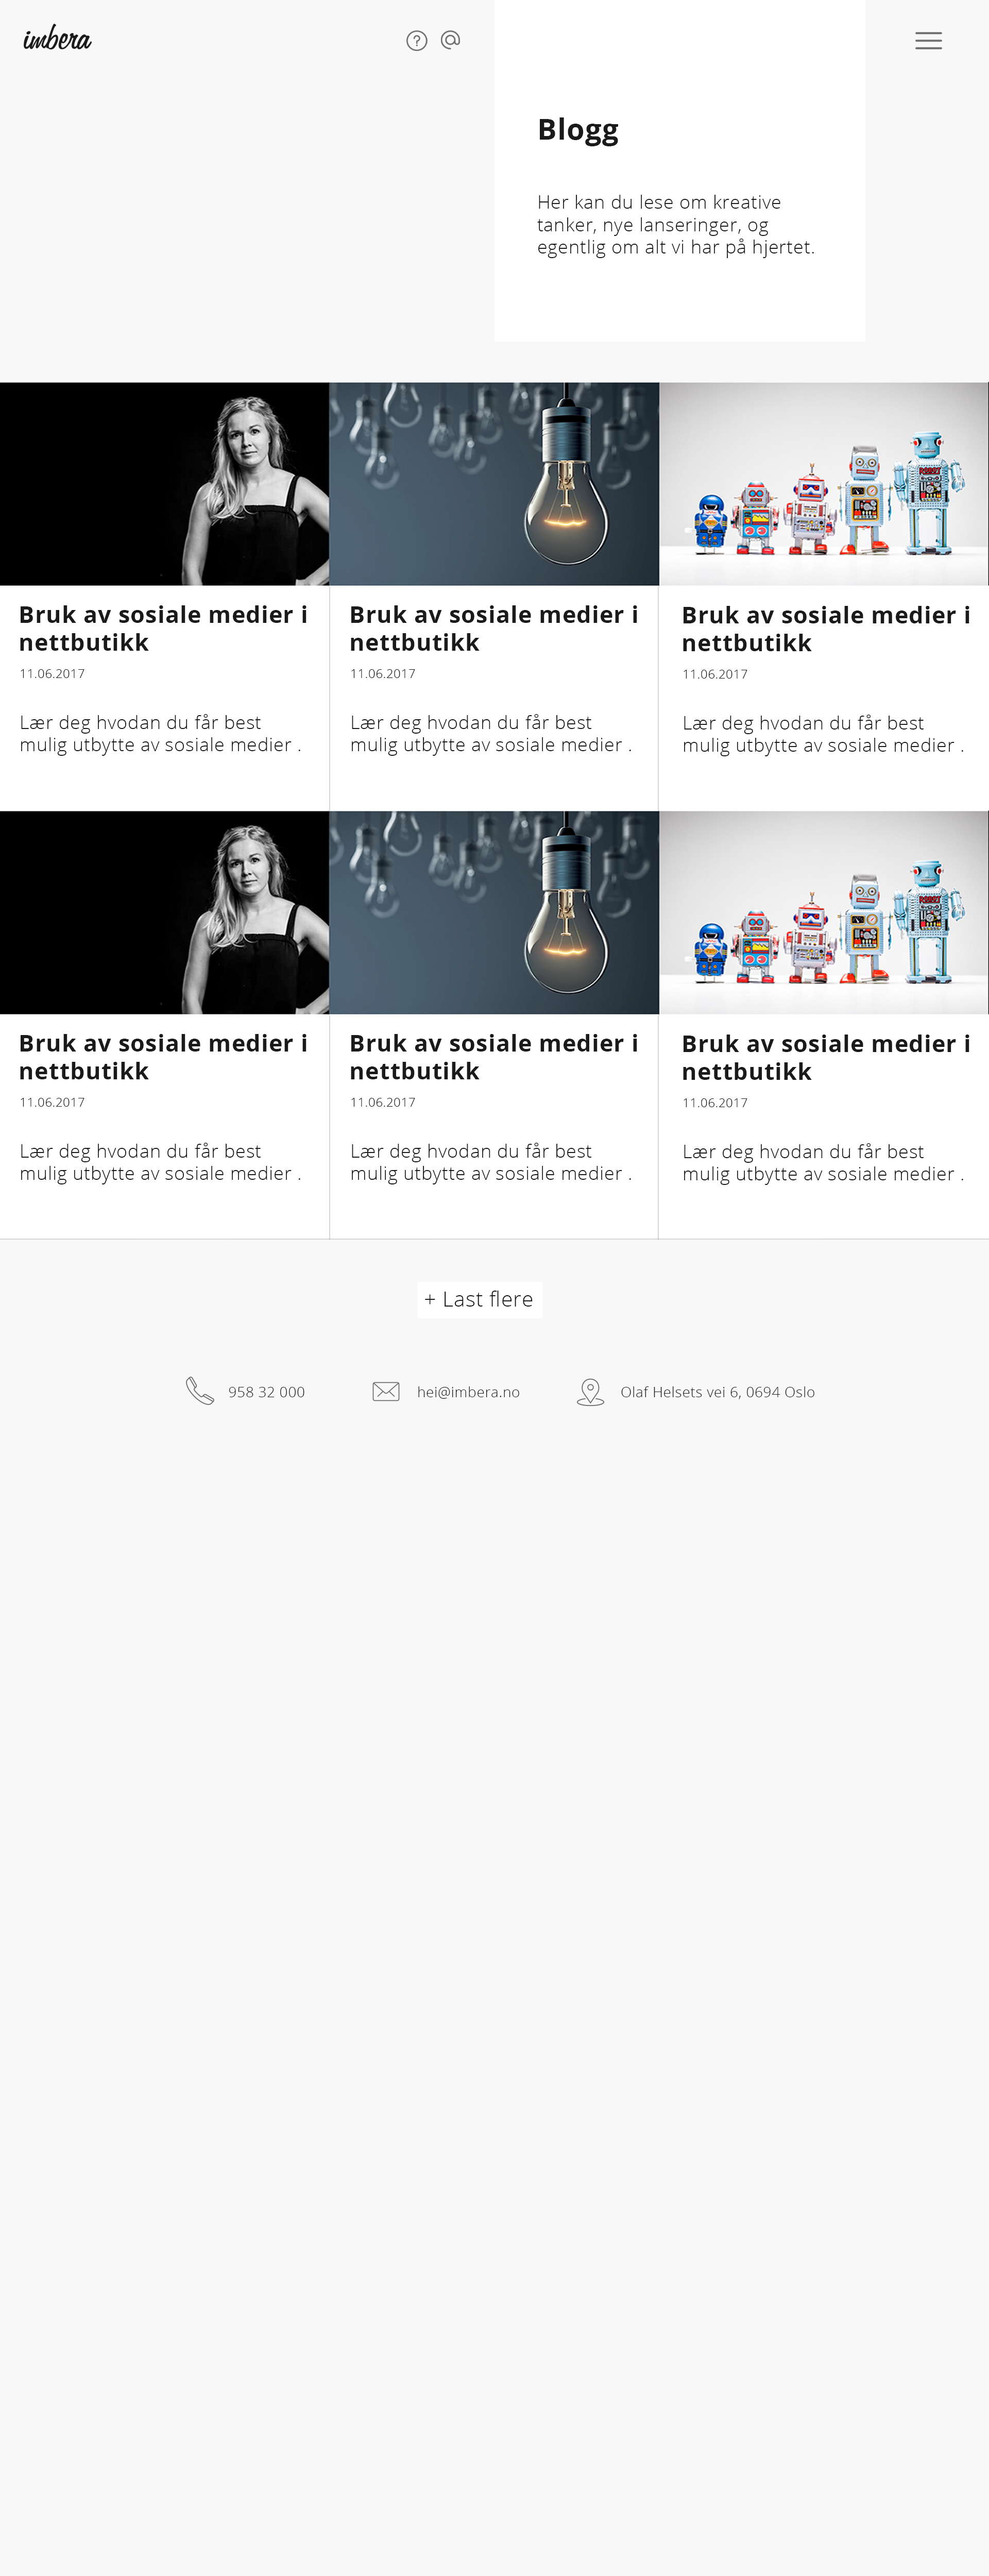 imbera
Blogg
Her kan du lese om kreative
tanker, nye lanseringer, og
egentlig om alt vi har på hjertet.
Bruk av sosiale medier i
nettbutikk
11.06.2017
Lær deg hvodan du får best
mulig utbytte av sosiale medier .
Bruk av sosiale medier i
nettbutikk
11.06.2017
Lær deg hvodan du får best
mulig utbytte av sosiale medier .
Bruk av sosiale medier i
nettbutikk
11.06.2017
Lær deg hvodan du får best
mulig utbytte av sosiale medier .
Bruk av sosiale medier i
nettbutikk
11.06.2017
Lær deg hvodan du får best
mulig utbytte av sosiale medier .
Bruk av sosiale medier i
nettbutikk
11.06.2017
Lær deg hvodan du får best
mulig utbytte av sosiale medier .
Bruk av sosiale medier i
nettbutikk
11.06.2017
Lær deg hvodan du får best
mulig utbytte av sosiale medier .
+ Last flere
958 32 000
hei@imbera.no
Olaf Helsets vei 6, 0694 Oslo